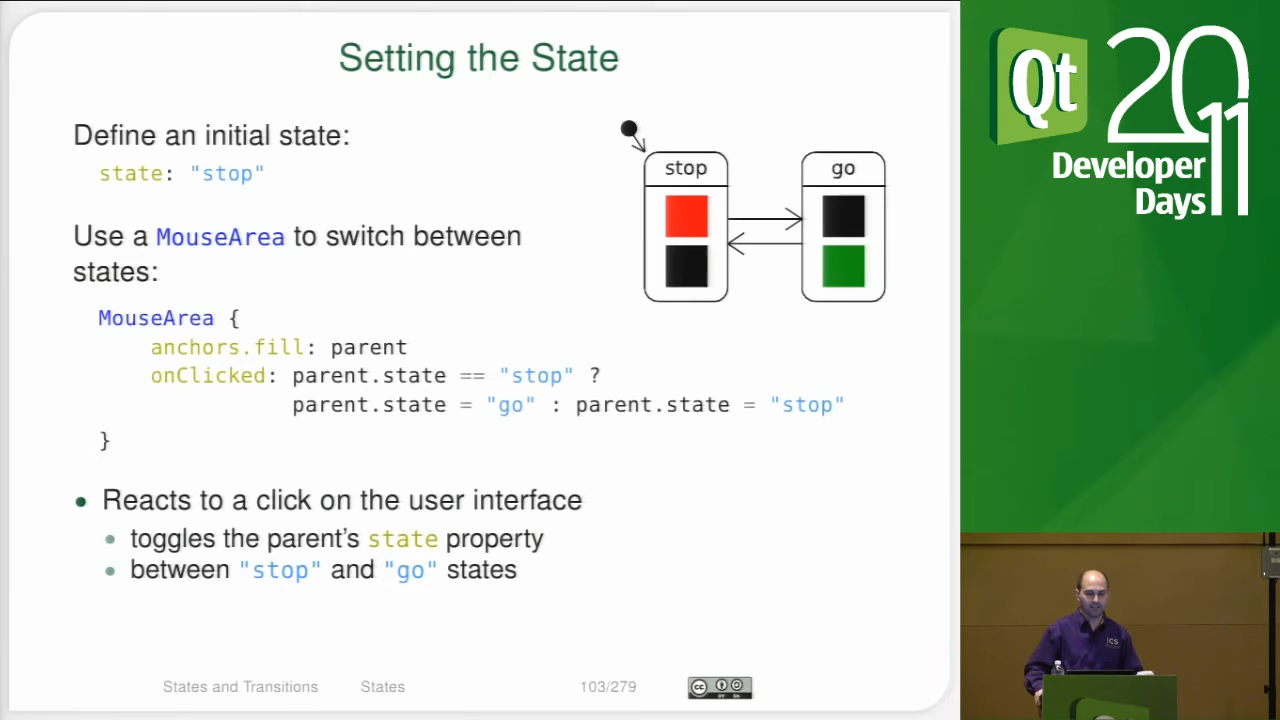 Setting the State
Define an initial state:
state: "stop"
Use a MouseArea to switch between
states:
MouseArea {
anchors.fill: parent
onClicked: parent.state == "stop" ?
parent.state = "go" : parent.state = "stop"
}
• Reacts to a click on the user interface
• toggles the parent's state property
• between "stop" and "go" states
stop
go
States and Transitions States 103/279
cc
Qt
2011
Developer
Days
ICS